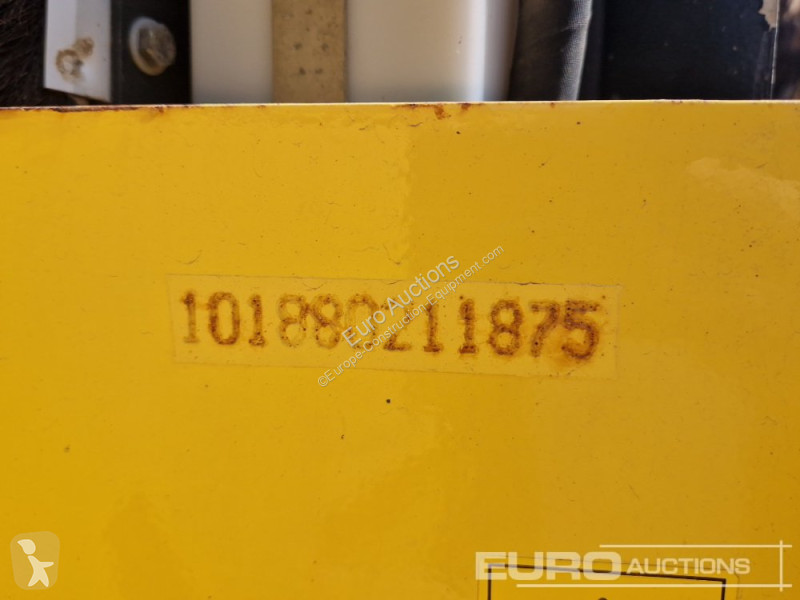 101880211875
Euro Auctions
©Europe-Construction-Equipment.com
EURO AUCTIONS